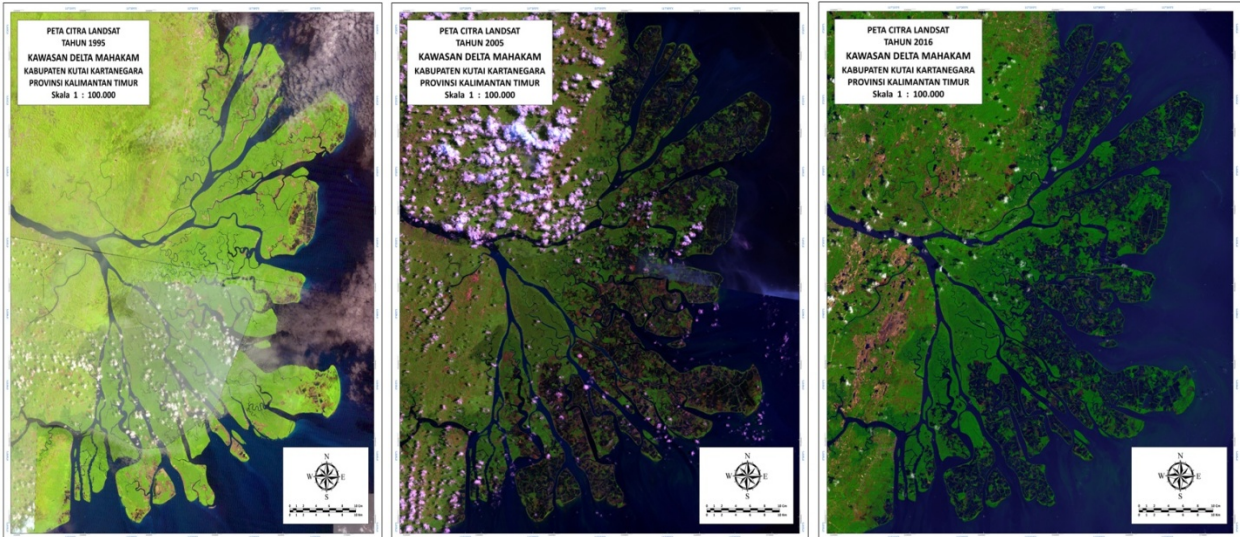 PETA CITRA LANDSAT
TAHUN 1995
KAWASAN DELTA MAHAKAM
KABUPATEN KUTAI KARTANEGARA
PROVINSI KALIMANTAN TIMUR
Skala 1 : 100.000
N
W E
S
PETA CITRA LANDSAT
TAHUN 2005
KAWASAN DELTA MAHAKAM
KABUPATEN KUTAI KARTANEGARA
PROVINSI KALIMANTAN TIMUR
Skala 1 : 100.000
N
W E
S
PETA CITRA LANDSAT
TAHUN 2016
KAWASAN DELTA MAHAKAM
KABUPATEN KUTAI KARTANEGARA
PROVINSI KALIMANTAN TIMUR
Skala 1 : 100.000
N
W E
S